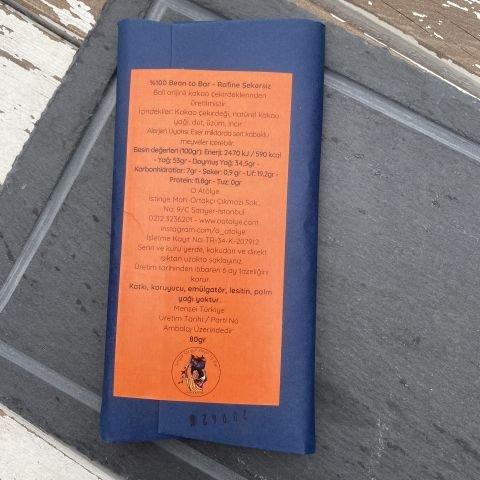 %100 Bean to Bar - Rafine Şekersiz
Bali orijinli kakao çekirdeklerinden
üretilmiştir.
İçindekiler: Kakao çekirdeği, natürel kakao
yağı, dut, üzüm, incir.
Alerjen Uyarısı: Eser miktarda sert kabuklu
meyveler içerebilir.
Besin değerleri (100gr): Enerji: 2470 kJ / 590 kcal
- Yağ: 53gr - Doymuş Yağ: 34,5gr -
Karbonhidratlar: 7gr - Şeker: 0,9 gr - Lif: 19,2gr -
Protein: 11.8gr - Tuz: 0gr
O Atölye
İstinye Mah. Ortakçı Çıkmazı Sok.
No: 9/C Sarıyer-İstanbul
0212 3236201 - www.oatolye.com
instagram.com/o_atolye
İşletme Kayıt No: TR-34-K-207912
Serin ve kuru yerde, kokudan ve direkt
ışıktan uzakta saklayınız.
Üretim tarihinden itibaren 6 ay tazeliğini
korur.
Katkı, koruyucu, emülgatör, lesitin, palm
yağı yoktur.
Menşei Türkiye
Üretim Tarihi / Parti No
Ambalaj Üzerindedir
80gr